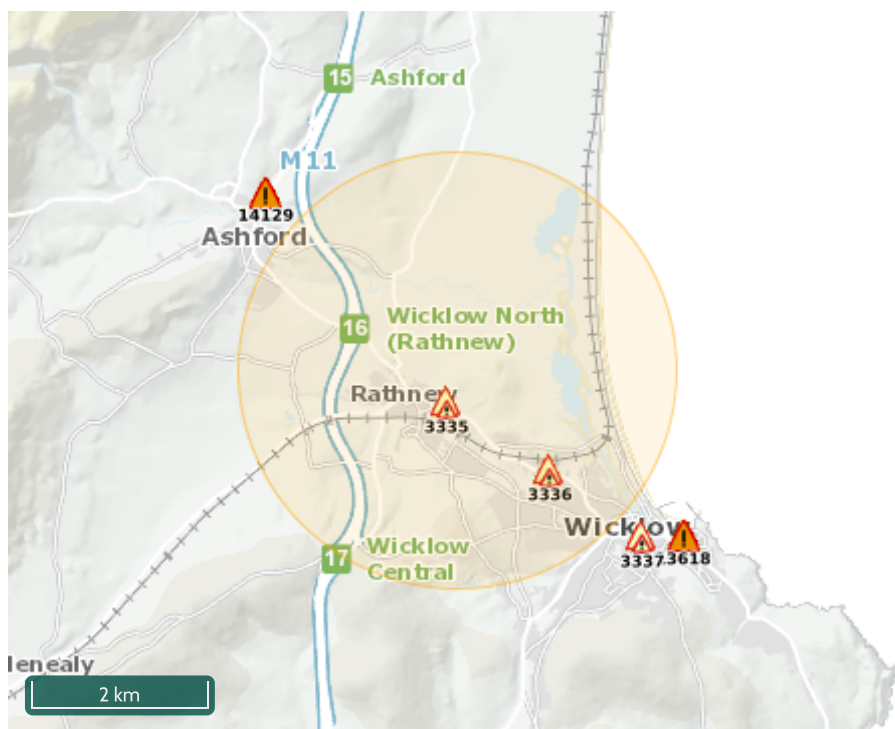 15 Ashford
M11
14129
Ashford
16 Wicklow North
(Rathnew)
Rathnew
3335
3336
Wicklow
3337
3618
17 Wicklow
Central
lenealy
2 km